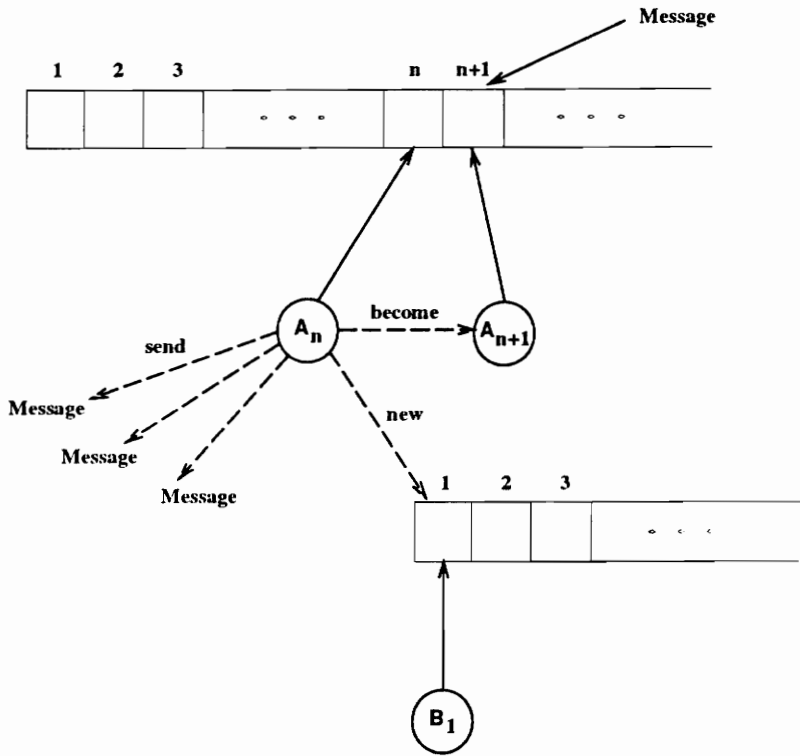 Message
1 2 3 n n+1
become
Aₙ Aₙ₊₁
send
Message
new
Message
Message
1 2 3
B₁